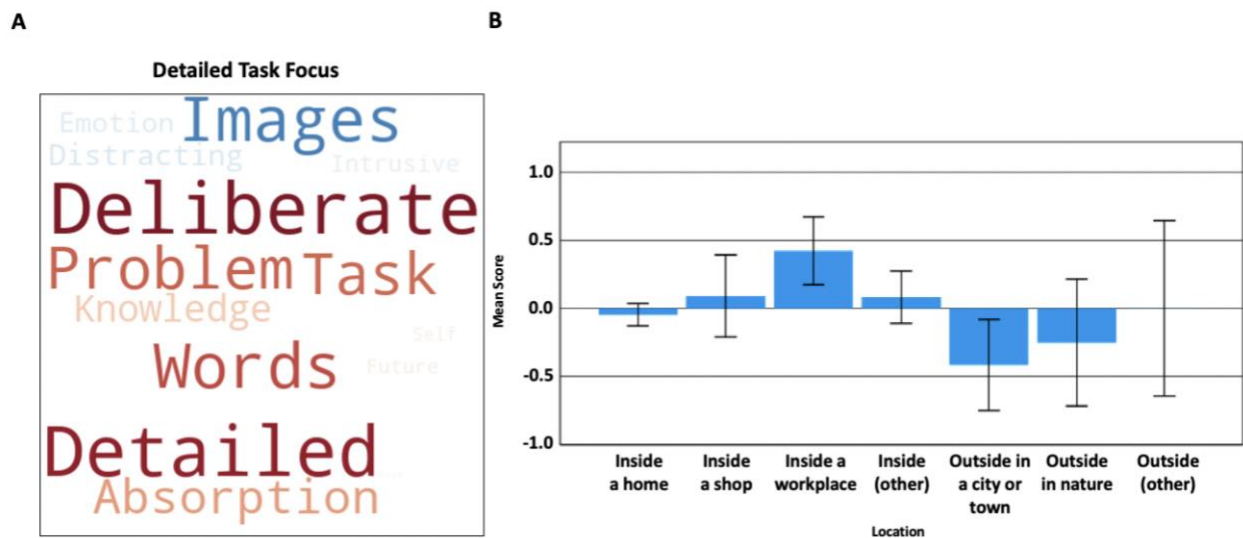 A
B
Detailed Task Focus
Emotion Images
Distracting Intrusive
Deliberate
Problem Task
Knowledge
Self
Words
Future
Detailed
Absorption
Mean Score
1.0
0.5
0.0
-0.5
-1.0
Inside
a home
Inside
a shop
Inside a
workplace
Inside
(other)
Outside in
a city or
town
Outside
in nature
Outside
(other)
Location